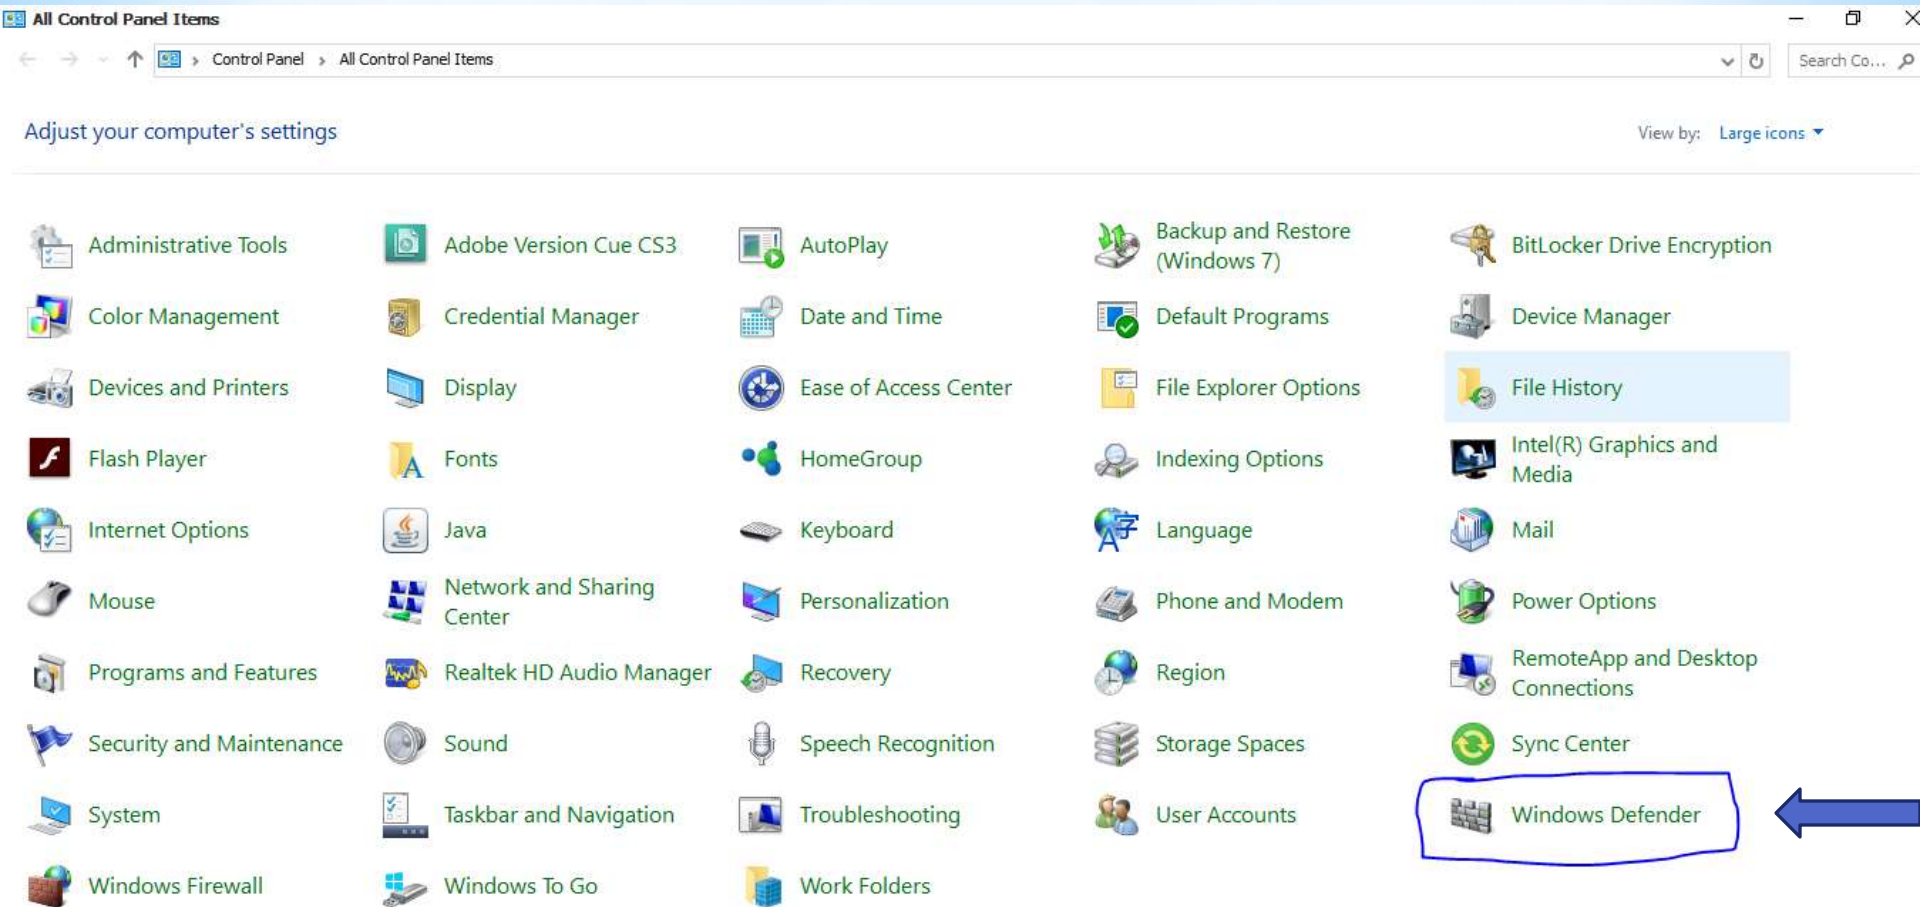 All Control Panel Items
Control Panel › All Control Panel Items
Search Co...
Adjust your computer's settings
View by: Large icons
Administrative Tools
Adobe Version Cue CS3
AutoPlay
Backup and Restore
(Windows 7)
BitLocker Drive Encryption
Color Management
Credential Manager
Date and Time
Default Programs
Device Manager
Devices and Printers
Display
Ease of Access Center
File Explorer Options
File History
Flash Player
Fonts
HomeGroup
Indexing Options
Intel(R) Graphics and
Media
Internet Options
Java
Keyboard
Language
Mail
Mouse
Network and Sharing
Center
Personalization
Phone and Modem
Power Options
Programs and Features
Realtek HD Audio Manager
Recovery
Region
RemoteApp and Desktop
Connections
Security and Maintenance
Sound
Speech Recognition
Storage Spaces
Sync Center
System
Taskbar and Navigation
Troubleshooting
User Accounts
Windows Defender
Windows Firewall
Windows To Go
Work Folders